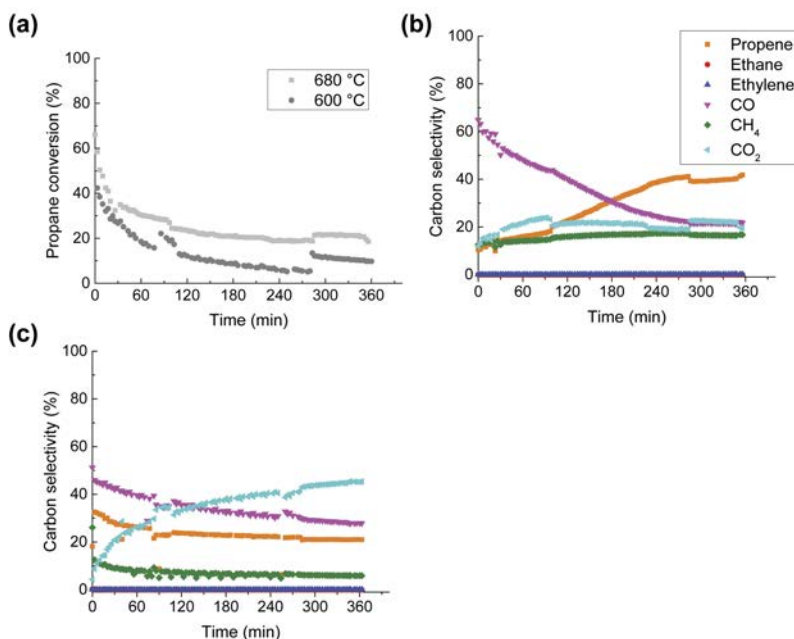 (a)
100
80
60
40
20
0
Propane conversion (%)
680 °C
600 °C
0 60 120 180 240 300 360
Time (min)
(b)
100
80
60
40
20
0
Carbon selectivity (%)
Propene
Ethane
Ethylene
CO
CH₄
CO₂
0 60 120 180 240 300 360
Time (min)
(c)
100
80
60
40
20
0
Carbon selectivity (%)
0 60 120 180 240 300 360
Time (min)